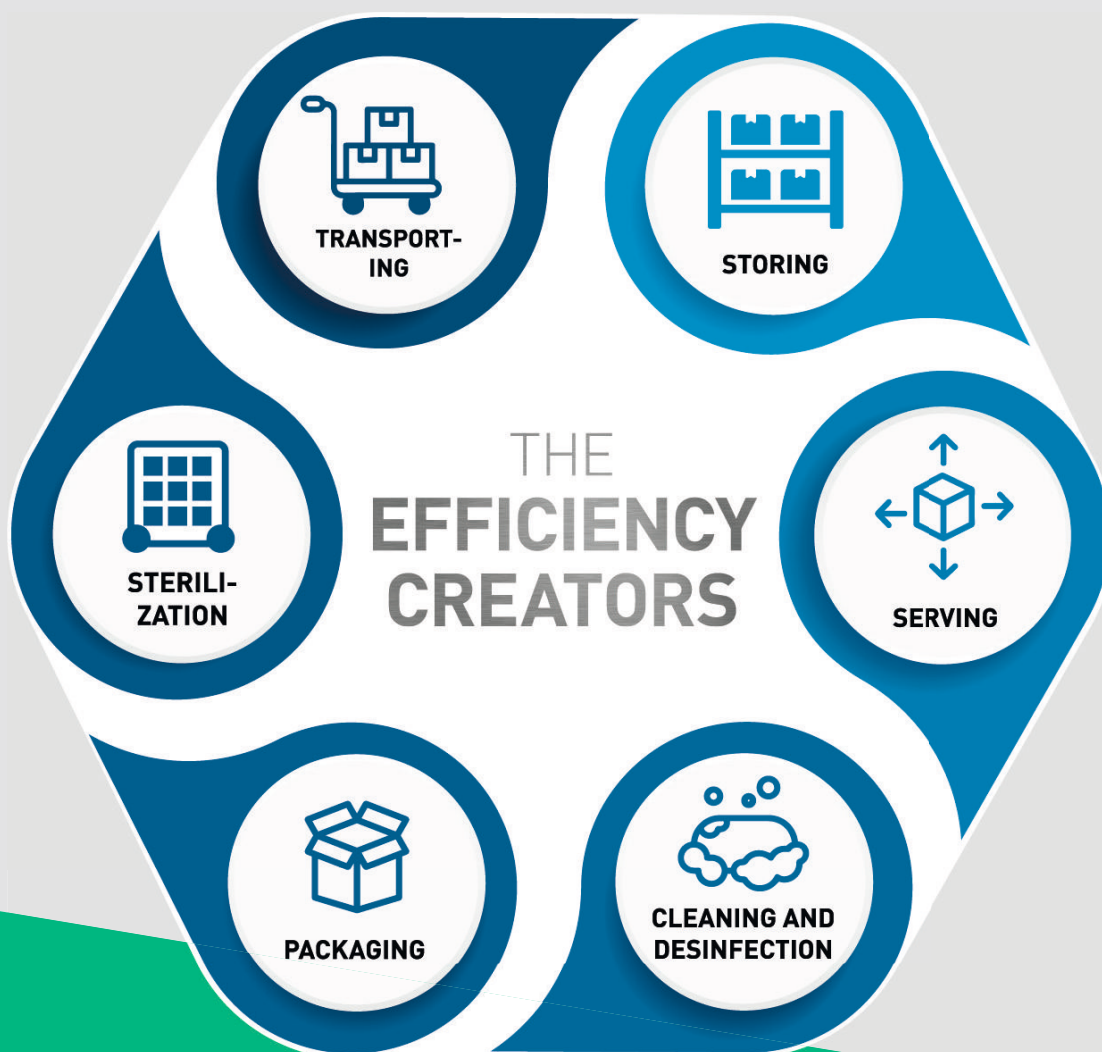 TRANSPORT-
ING
STORING
THE
EFFICIENCY
CREATORS
STERILI-
ZATION
SERVING
PACKAGING
CLEANING AND
DESINFECTION